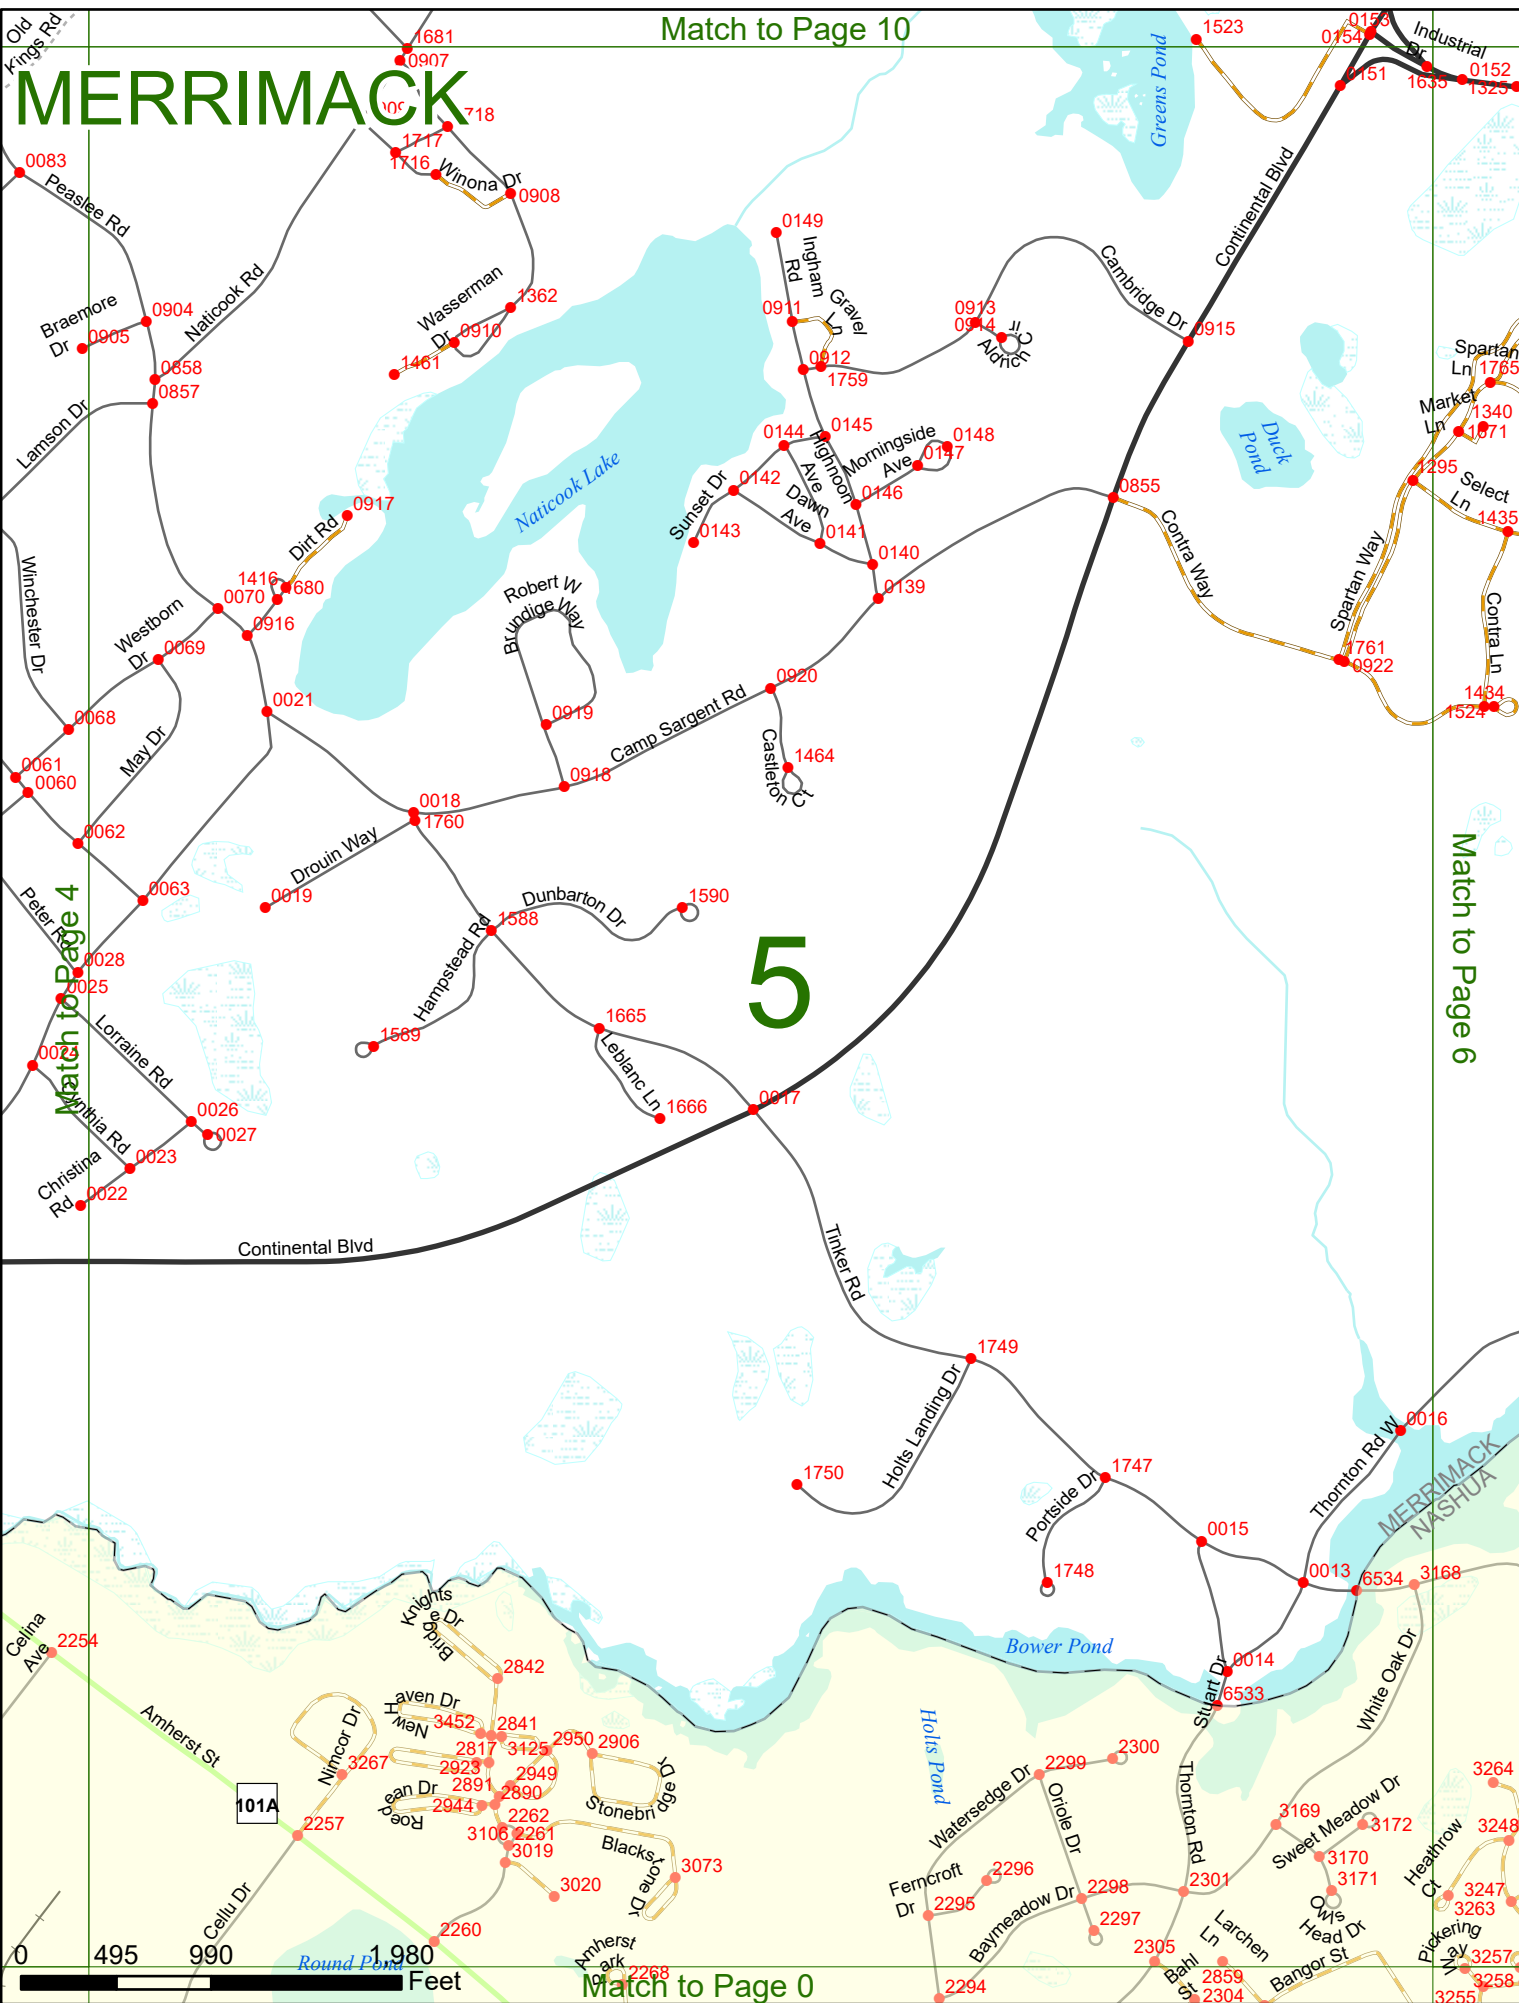 Match to Page 10
MERRIMACK
5
Match to Page 4
Match to Page 6
Match to Page 0
Old
Kings Rd
1681
0907
1718
1717
1716
Winona Dr
0908
0083
Peaslee Rd
Naticook Rd
Braemore
Dr
0904
0905
0858
0857
Lamson Dr
Wasserman
Dr
1362
0910
1461
0149
Ingham
Rd
0911
Gravel
Ln
0912
1759
0913
0914
Aldrich
Cir
Cambridge Dr
0915
Continental Blvd
Greens Pond
1523
0153
0154
0151
Industrial
Dr
1635
0152
1325
Spartan
Ln
1765
Market
Ln
1340
1671
1295
Select
Ln
1435
Duck
Pond
0144
0145
Highnoon
Ave
Morningside
Ave
0148
0147
0146
0142
Sunset Dr
0143
Dawn
Ave
0141
0140
0139
0855
Contra Way
Spartan Way
Contra Ln
1761
0922
1434
1524
Naticook Lake
0917
Dirt Rd
1416
1680
0070
0916
Winchester Dr
Westborn
Dr
0069
0068
May Dr
0021
0061
0060
0062
0063
Robert W
Brundige Way
0919
0918
Camp Sargent Rd
0920
1464
Castleton Ct
0018
1760
Drouin Way
0019
Peter Rd
0028
0025
0024
Lorraine Rd
Cynthia Rd
0026
0027
0023
Christina
Rd
0022
1588
Dunbarton Dr
1590
Hampstead Rd
1589
1665
Leblanc Ln
1666
0017
Continental Blvd
Tinker Rd
1749
Holts Landing Dr
1750
1747
Portside Dr
1748
0015
0013
0016
Thornton Rd W
MERRIMACK
NASHUA
6534
3168
0014
6533
Stuart Dr
Bower Pond
White Oak Dr
Celina
Ave
2254
Amherst St
101A
Nimcor Dr
3267
2257
Cellu Dr
2260
Round Pond
Knights
Bridge Dr
2842
New Haven Dr
3452
2841
3125
2950
2906
2817
2923
2949
2891
2890
2944
Roedean Dr
2262
2261
3106
3019
3020
Stonebridge Dr
Blackstone Dr
3073
Amherst
Park
2268
Holts Pond
Watersedge Dr
2299
2300
Oriole Dr
Ferncroft
Dr
2296
2295
2298
2297
Baymeadow Dr
2294
Thornton Rd
2301
2305
Bahl
St
2304
Larchen
Ln
2859
Bangor St
3169
Sweet Meadow Dr
3172
3170
3171
Owls
Head Dr
3264
3248
Heathrow
Ct
3247
3263
Pickering
Way
3257
3258
3255
0 495 990 1,980
Feet